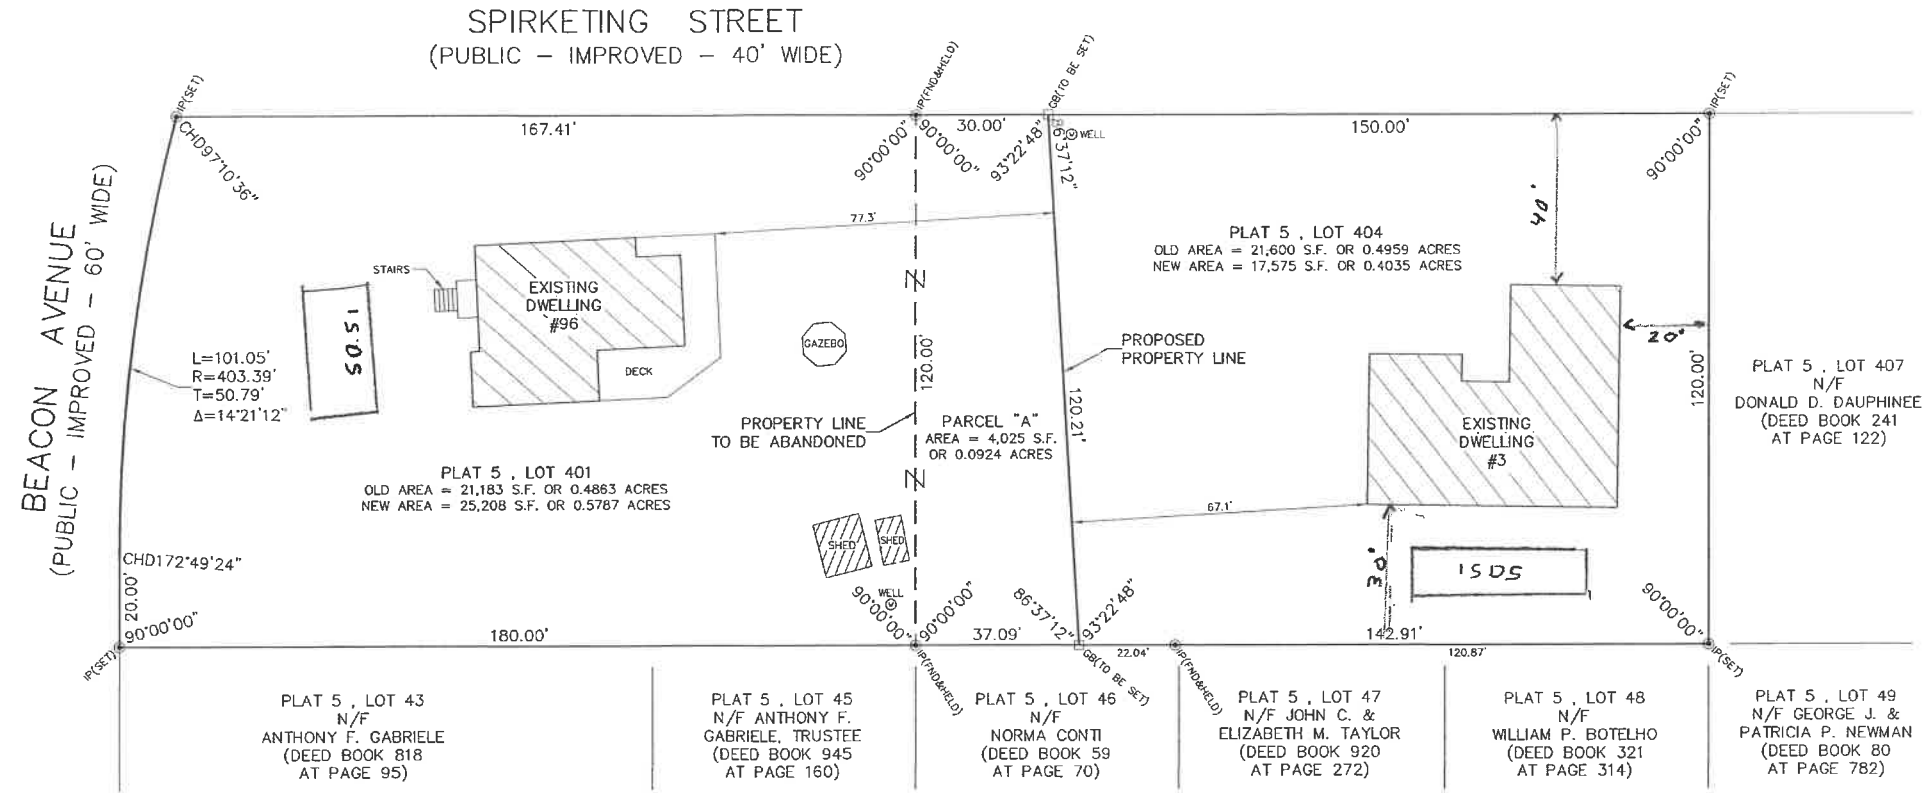 SPIRKETING STREET
(PUBLIC – IMPROVED – 40' WIDE)
IP(SET)
IP(FND&HELD)
GB(TO BE SET)
IP(SET)
CHD97°10'36"
167.41'
90°00'00"
90°00'00"
30.00'
93°22'48"
WELL
150.00'
90°00'00"
BEACON AVENUE
(PUBLIC – IMPROVED – 60' WIDE)
77.3'
40'
PLAT 5 , LOT 404
OLD AREA = 21,600 S.F. OR 0.4959 ACRES
NEW AREA = 17,575 S.F. OR 0.4035 ACRES
STAIRS
EXISTING
DWELLING
#96
GAZEBO
DECK
120.00'
PROPOSED
PROPERTY LINE
20'
120.00'
L=101.05'
R=403.39'
T=50.79'
Δ=14°21'12"
PROPERTY LINE
TO BE ABANDONED
PARCEL "A"
AREA = 4,025 S.F.
OR 0.0924 ACRES
120.21'
EXISTING
DWELLING
#3
PLAT 5 , LOT 407
N/F
DONALD D. DAUPHINEE
(DEED BOOK 241
AT PAGE 122)
PLAT 5 , LOT 401
OLD AREA = 21,183 S.F. OR 0.4863 ACRES
NEW AREA = 25,208 S.F. OR 0.5787 ACRES
67.1'
SHED
SHED
CHD172°49'24"
20.00'
90°00'00"
WELL
90°00'00"
90°00'00"
86°37'12"
93°22'48"
30'
90°00'00"
180.00'
37.09'
142.91'
22.04'
120.87'
IP(SET)
IP(FND&HELD)
GB(TO BE SET)
IP(FND&HELD)
IP(SET)
PLAT 5 , LOT 43
N/F
ANTHONY F. GABRIELE
(DEED BOOK 818
AT PAGE 95)
PLAT 5 , LOT 45
N/F ANTHONY F.
GABRIELE, TRUSTEE
(DEED BOOK 945
AT PAGE 160)
PLAT 5 , LOT 46
N/F
NORMA CONTI
(DEED BOOK 59
AT PAGE 70)
PLAT 5 , LOT 47
N/F JOHN C. &
ELIZABETH M. TAYLOR
(DEED BOOK 920
AT PAGE 272)
PLAT 5 , LOT 48
N/F
WILLIAM P. BOTELHO
(DEED BOOK 321
AT PAGE 314)
PLAT 5 , LOT 49
N/F GEORGE J. &
PATRICIA P. NEWMAN
(DEED BOOK 80
AT PAGE 782)